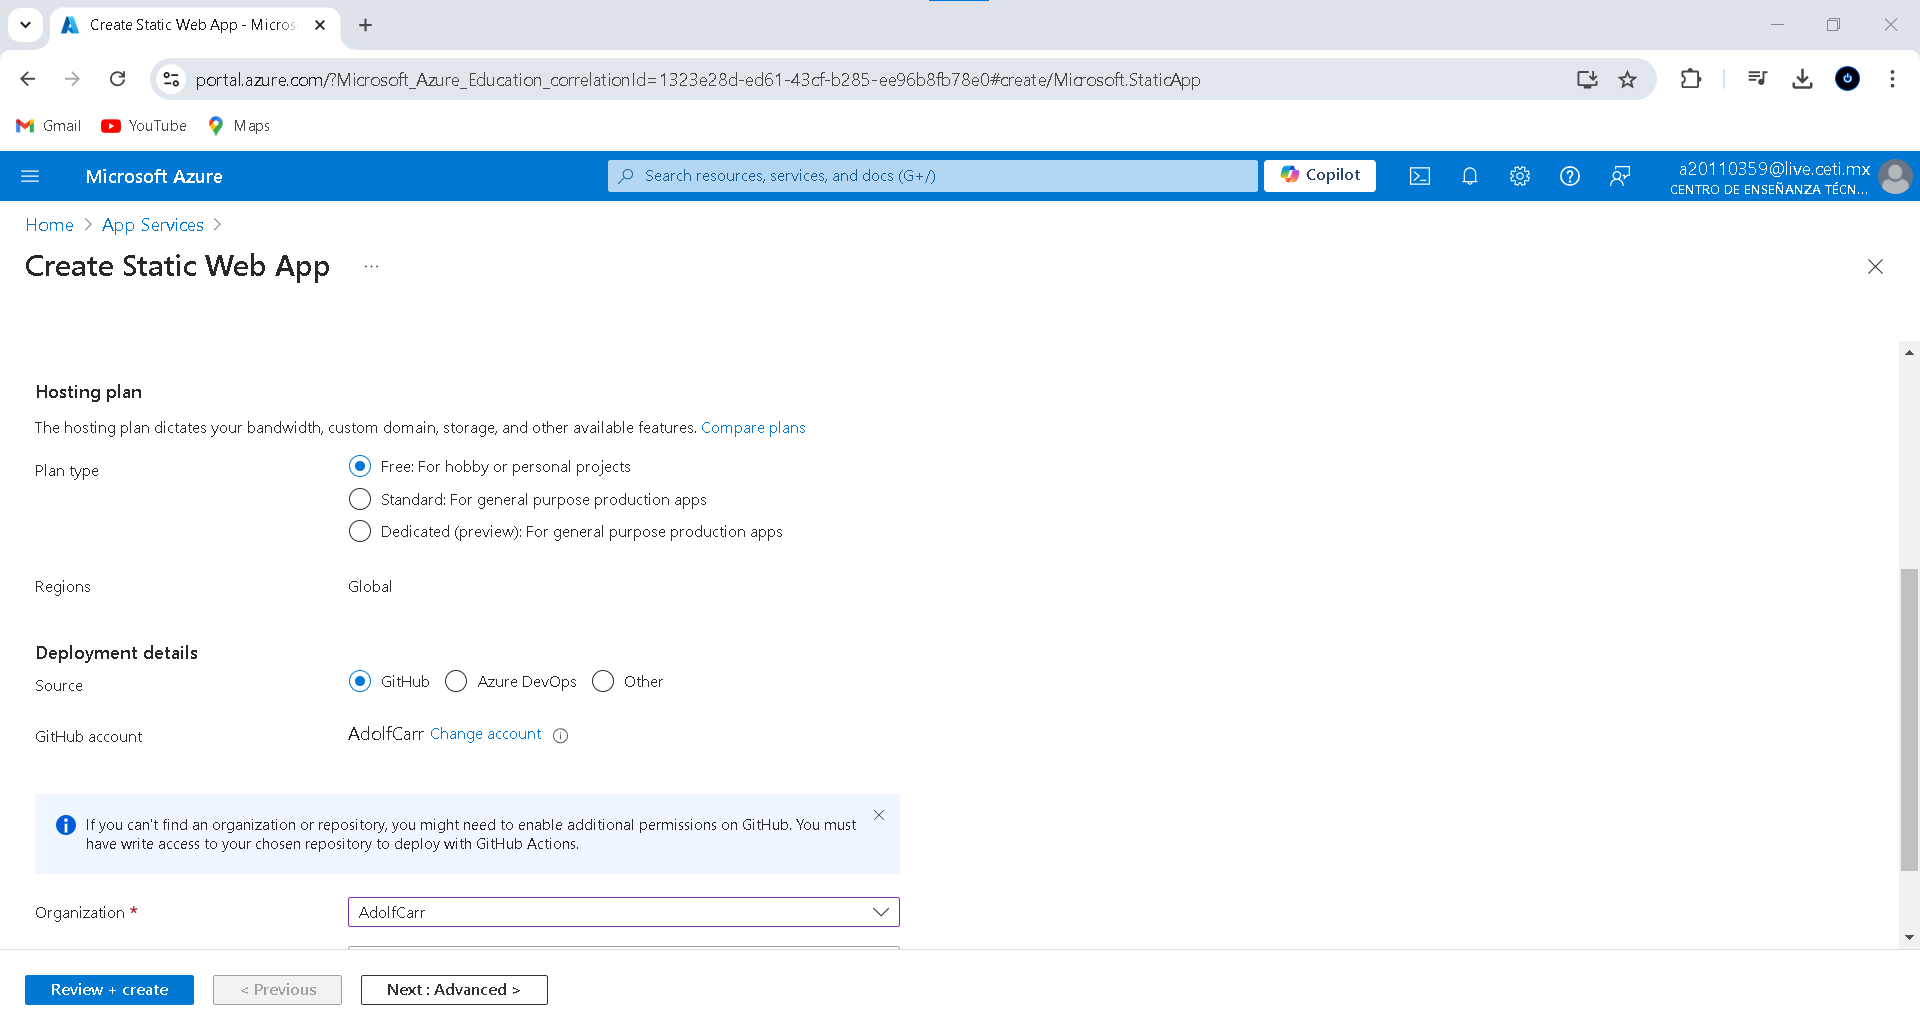 Create Static Web App - Micros
portal.azure.com/?Microsoft_Azure_Education_correlationId=1323e28d-ed61-43cf-b285-ee96b8fb78e0#create/Microsoft.StaticApp
Gmail YouTube Maps
Microsoft Azure
Search resources, services, and docs (G+/)
Copilot
a20110359@live.ceti.mx
CENTRO DE ENSEÑANZA TÉCN...
Home > App Services >
Create Static Web App ...
Hosting plan
The hosting plan dictates your bandwidth, custom domain, storage, and other available features. Compare plans
Plan type
Free: For hobby or personal projects
Standard: For general purpose production apps
Dedicated (preview): For general purpose production apps
Regions Global
Deployment details
Source GitHub Azure DevOps Other
GitHub account AdolfCarr Change account
If you can't find an organization or repository, you might need to enable additional permissions on GitHub. You must
have write access to your chosen repository to deploy with GitHub Actions.
Organization * AdolfCarr
Review + create < Previous Next : Advanced >